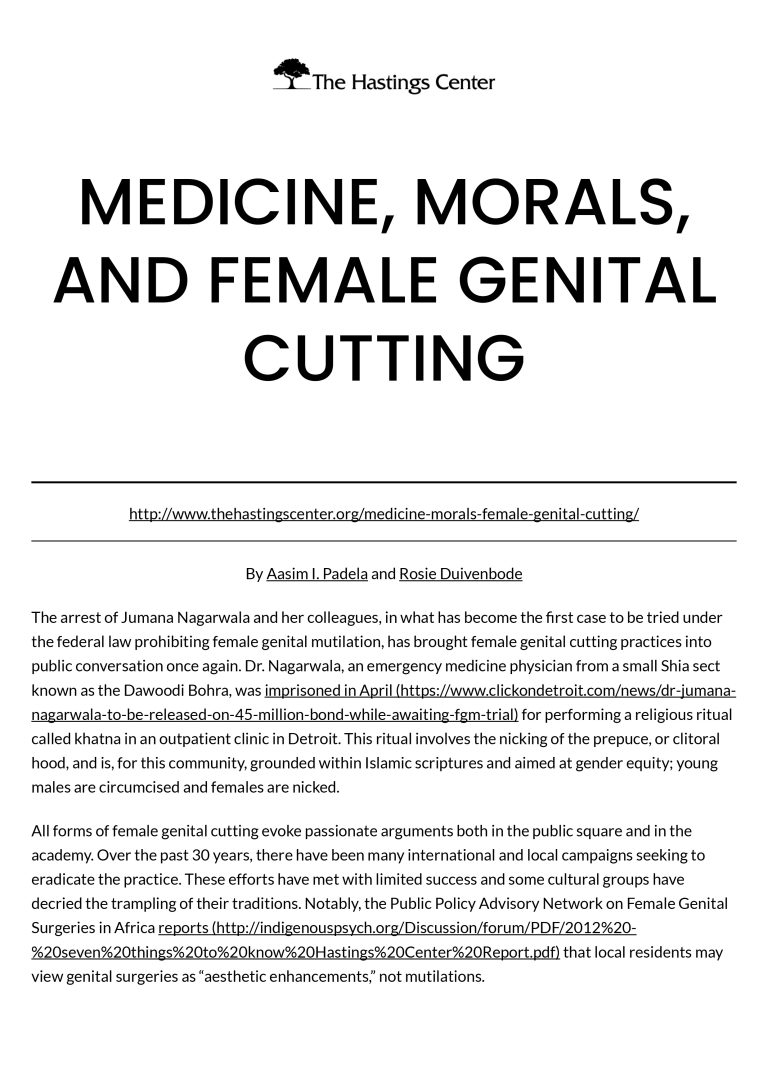 The Hastings Center
MEDICINE, MORALS,
AND FEMALE GENITAL
CUTTING
http://www.thehastingscenter.org/medicine-morals-female-genital-cutting/
By Aasim I. Padela and Rosie Duivenbode
The arrest of Jumana Nagarwala and her colleagues, in what has become the first case to be tried under
the federal law prohibiting female genital mutilation, has brought female genital cutting practices into
public conversation once again. Dr. Nagarwala, an emergency medicine physician from a small Shia sect
known as the Dawoodi Bohra, was imprisoned in April (https://www.clickondetroit.com/news/dr-jumana-
nagarwala-to-be-released-on-45-million-bond-while-awaiting-fgm-trial) for performing a religious ritual
called khatna in an outpatient clinic in Detroit. This ritual involves the nicking of the prepuce, or clitoral
hood, and is, for this community, grounded within Islamic scriptures and aimed at gender equity; young
males are circumcised and females are nicked.
All forms of female genital cutting evoke passionate arguments both in the public square and in the
academy. Over the past 30 years, there have been many international and local campaigns seeking to
eradicate the practice. These efforts have met with limited success and some cultural groups have
decried the trampling of their traditions. Notably, the Public Policy Advisory Network on Female Genital
Surgeries in Africa reports (http://indigenouspsych.org/Discussion/forum/PDF/2012%20-
%20seven%20things%20to%20know%20Hastings%20Center%20Report.pdf) that local residents may
view genital surgeries as “aesthetic enhancements,” not mutilations.